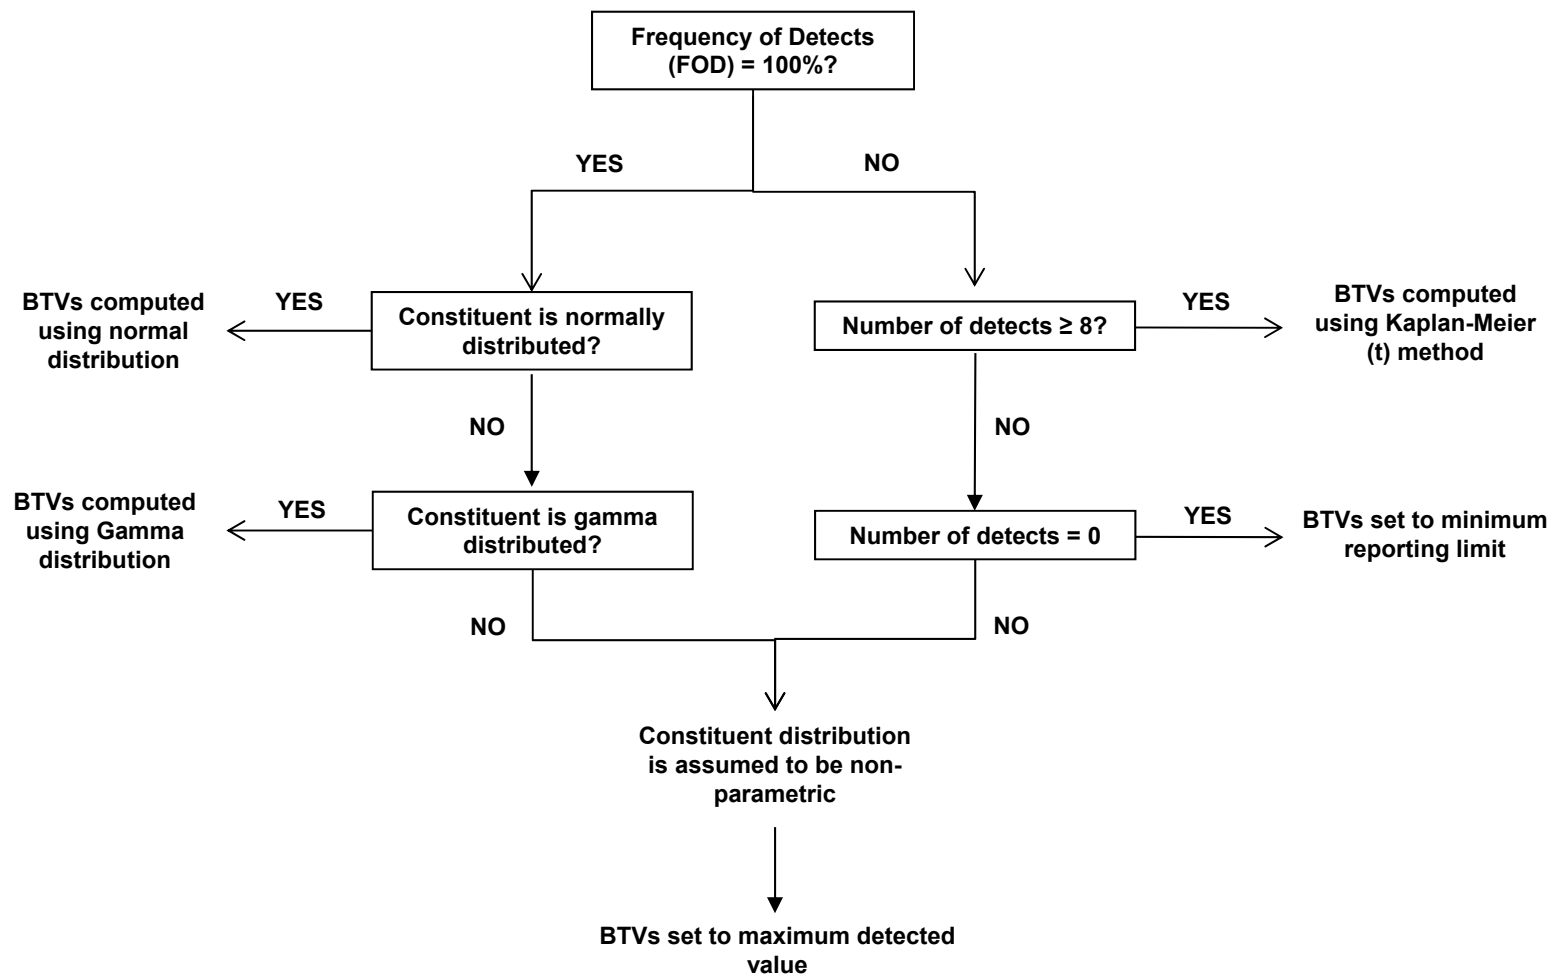 Frequency of Detects
(FOD) = 100%?
YES
NO
BTVs computed
using normal
distribution
YES
Constituent is normally
distributed?
Number of detects ≥ 8?
YES
BTVs computed
using Kaplan-Meier
(t) method
NO
NO
BTVs computed
using Gamma
distribution
YES
Constituent is gamma
distributed?
Number of detects = 0
YES
BTVs set to minimum
reporting limit
NO
NO
Constituent distribution
is assumed to be non-
parametric
BTVs set to maximum detected
value